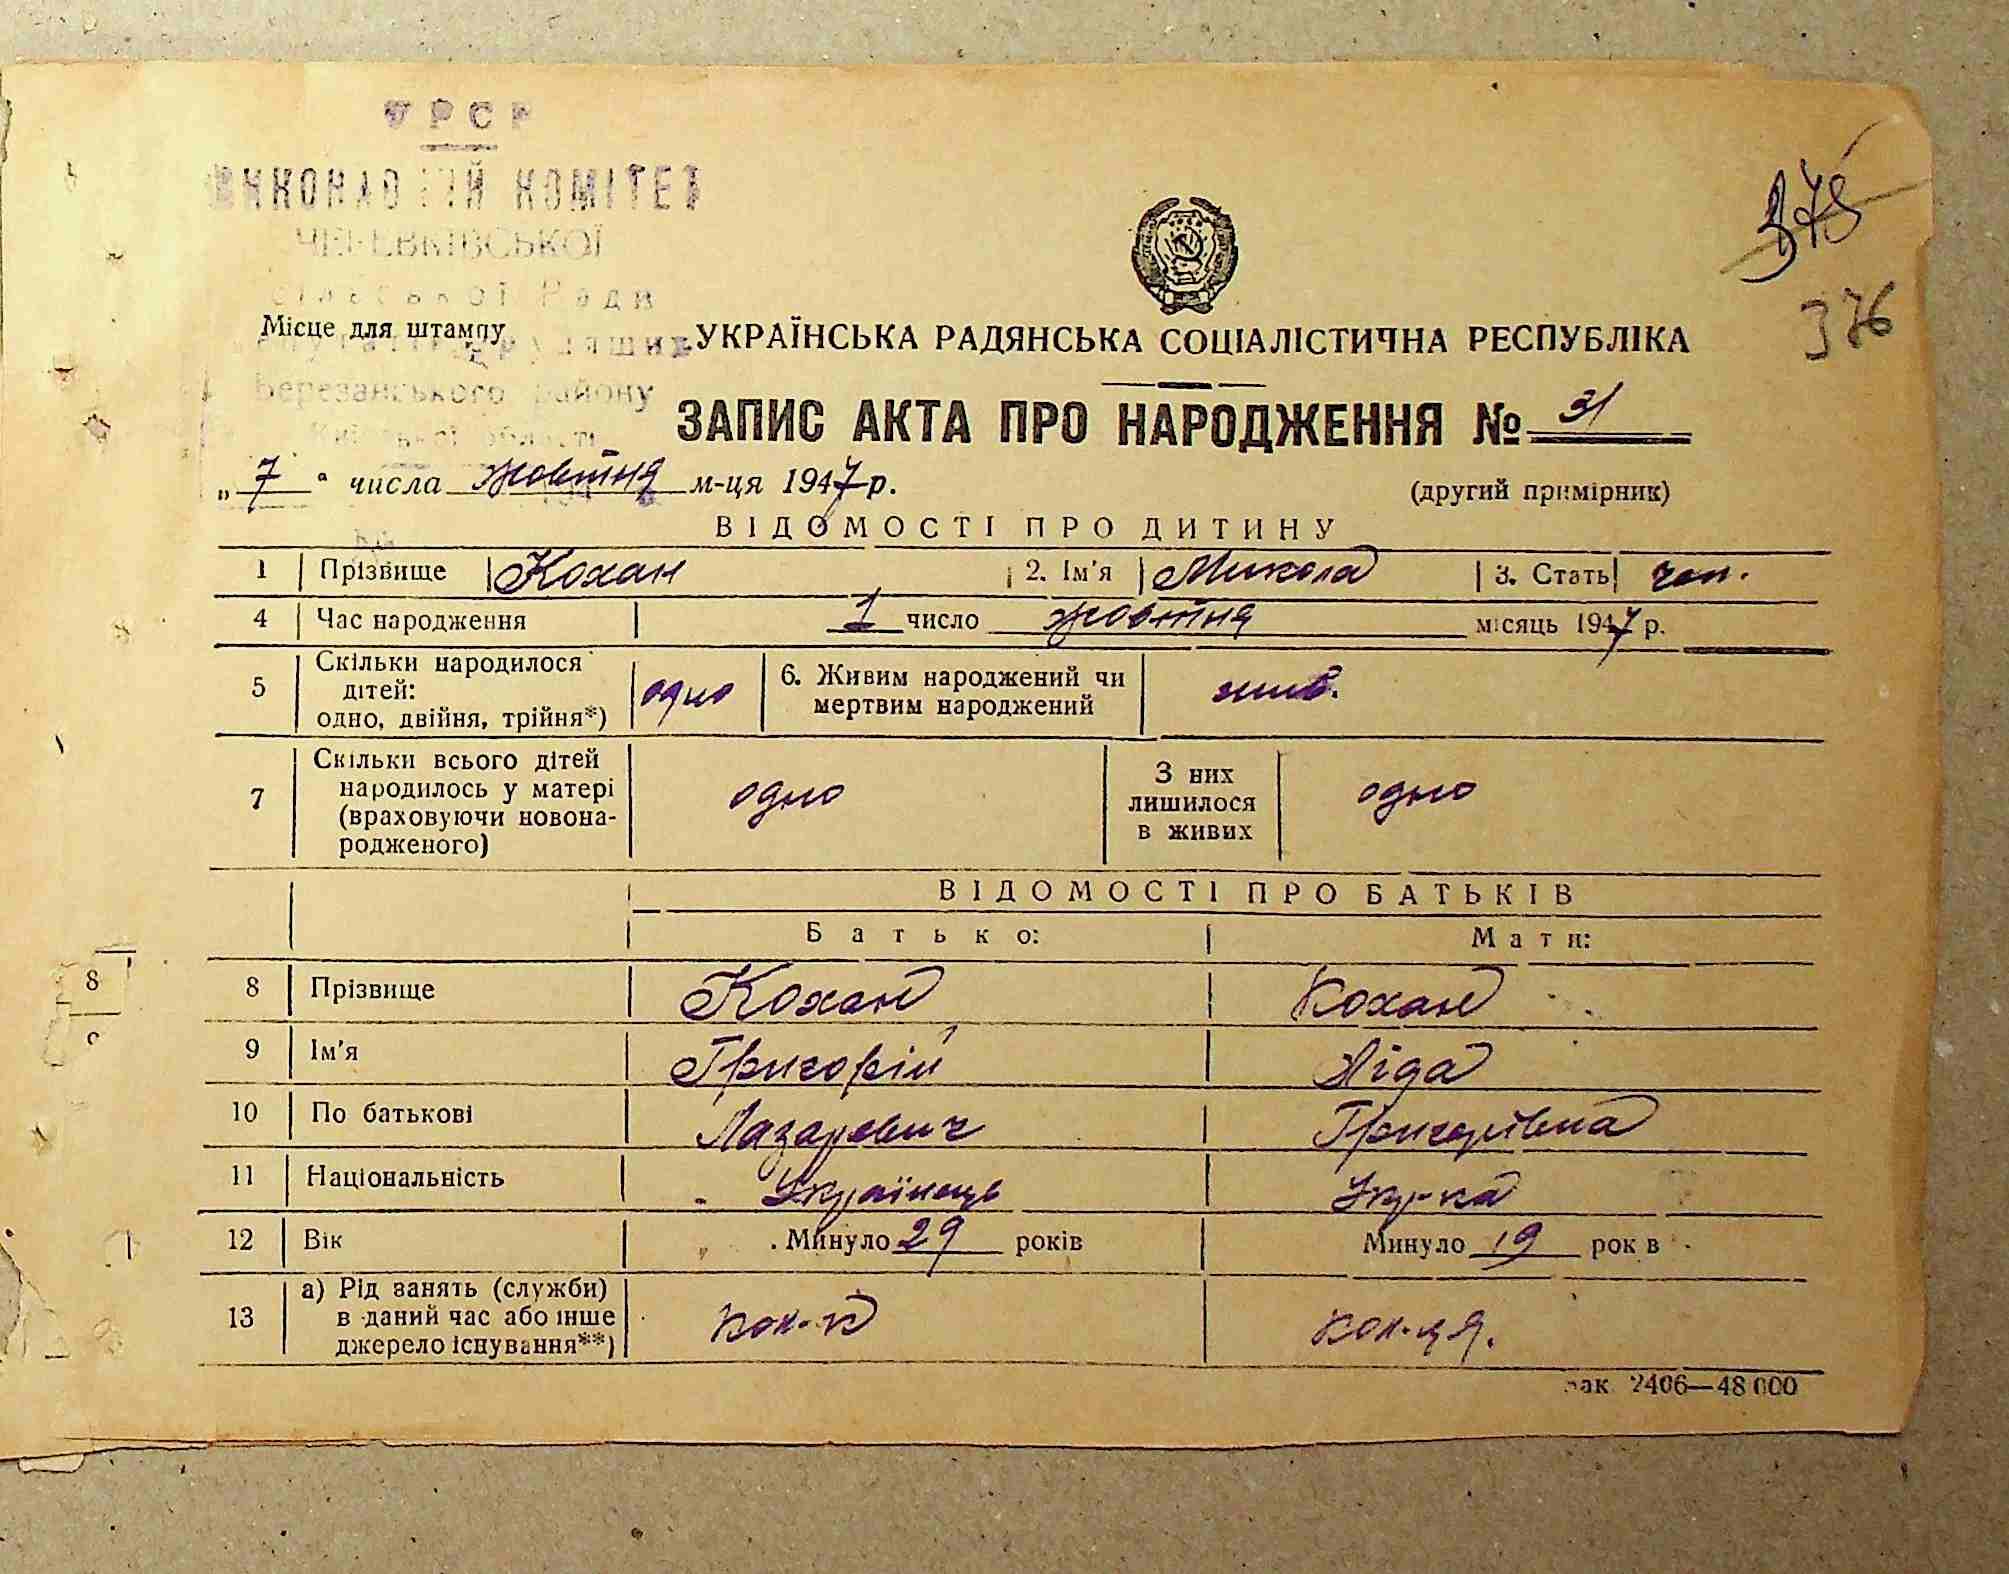 УРСР
ВИКОНАВЧИЙ КОМІТЕТ
Місце для штампу
Березанського району
Київської області
375
376
УКРАЇНСЬКА РАДЯНСЬКА СОЦІАЛІСТИЧНА РЕСПУБЛІКА
ЗАПИС АКТА ПРО НАРОДЖЕННЯ № 31
„ 7 “ числа жовтня м-ця 1947 р.
(другий примірник)
ВІДОМОСТІ ПРО ДИТИНУ
1 Прізвище Кохан 2. Ім'я Микола 3. Стать чол.
4 Час народження 1 число жовтня місяць 1947 р.
5 Скільки народилося дітей: одно, двійня, трійня*) одно 6. Живим народжений чи мертвим народжений жив.
7 Скільки всього дітей народилось у матері (враховуючи новонародженого) одно З них лишилося в живих одно
ВІДОМОСТІ ПРО БАТЬКІВ
Батько: Мати:
8 Прізвище Кохан Кохан
9 Ім'я Григорій Ліда
10 По батькові Лазаревич Григорівна
11 Національність Українець Укр-ка
12 Вік Минуло 29 років Минуло 19 рок в
13 а) Рід занять (служби) в даний час або інше джерело існування**) кол-к кол-ця.
Зак. 2406—48 000
8